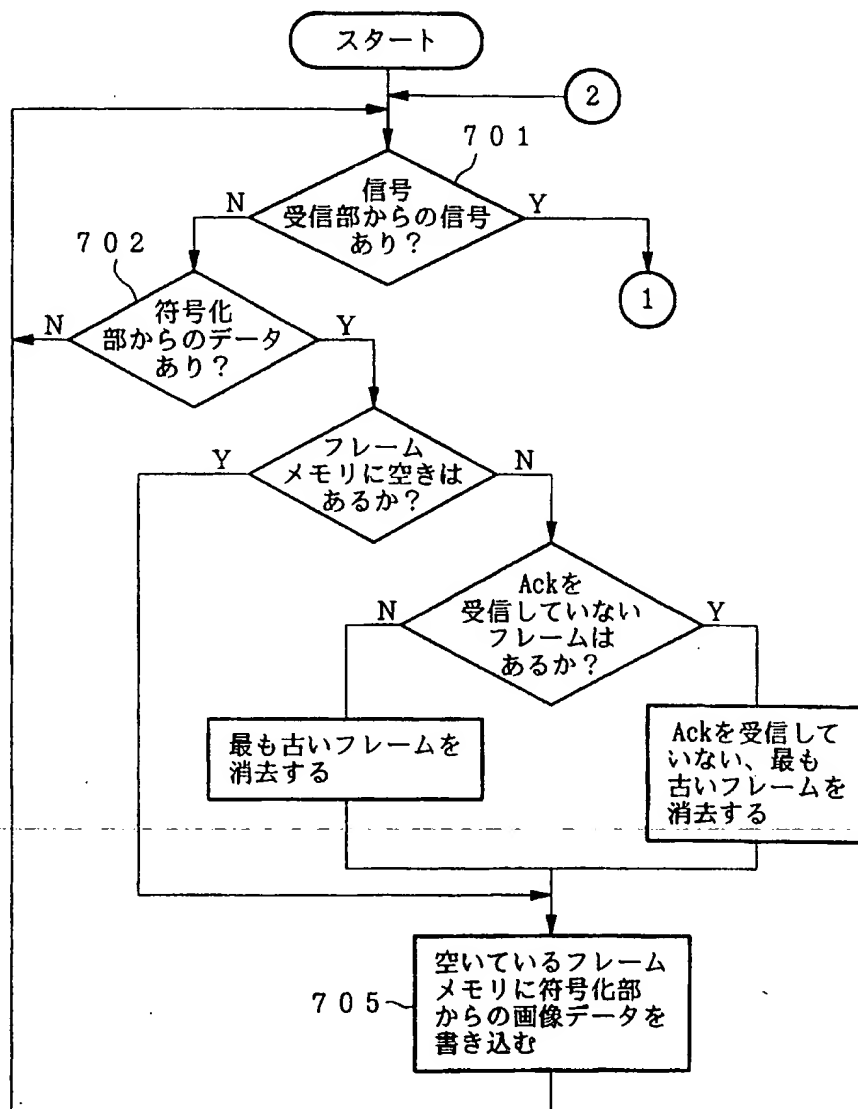 スタート
2
701
信号
受信部からの信号
あり？
N
Y
1
702
符号化
部からのデータ
あり？
N
Y
フレーム
メモリに空きは
あるか？
Y
N
Ackを
受信していない
フレームは
あるか？
N
Y
最も古いフレームを
消去する
Ackを受信して
いない、最も
古いフレームを
消去する
705
空いているフレーム
メモリに符号化部
からの画像データを
書き込む